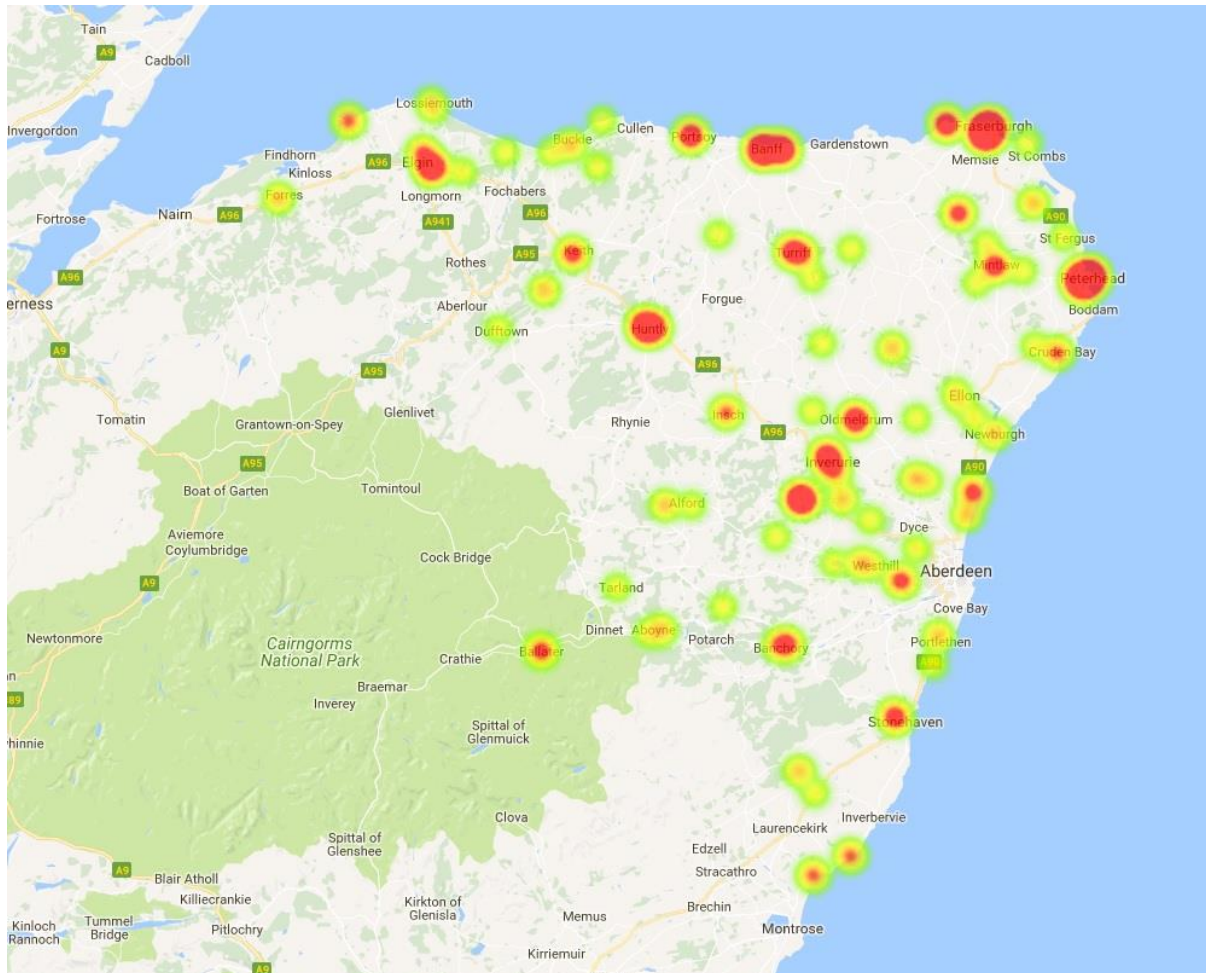 Tain
A9
Cadboll
Invergordon
Lossiemouth
Cullen
Buckie
Portsoy
Banff
Gardenstown
Fraserburgh
Memsie
St Combs
Findhorn
Kinloss
A96
Elgin
Forres
Longmorn
Fochabers
Fortrose
Nairn
A96
A941
A96
A90
St Fergus
Keith
A95
Rothes
Turriff
Mintlaw
Peterhead
A96
erness
Aberlour
Forgue
Boddam
Dufftown
Huntly
A9
Cruden Bay
A96
A95
Ellon
Glenlivet
Tomatin
Grantown-on-Spey
Rhynie
Insch
Oldmeldrum
A96
Newburgh
A95
Inverurie
A90
Boat of Garten
Tomintoul
Alford
Dyce
Aviemore
Coylumbridge
Cock Bridge
Westhill
Aberdeen
A9
Tarland
Cove Bay
Newtonmore
Cairngorms
National Park
Dinnet
Aboyne
Potarch
Banchory
Portlethen
Crathie
Ballater
A90
an
Braemar
Inverey
89
Spittal of
Glenmuick
Stonehaven
whinnie
Clova
Laurencekirk
Inverbervie
Spittal of
Glenshee
Edzell
Stracathro
A9
Blair Atholl
Killiecrankie
Kirkton of
Glenisla
Brechin
Kinloch
Rannoch
Tummel
Bridge
Pitlochry
Memus
Montrose
Kirriemuir
A9